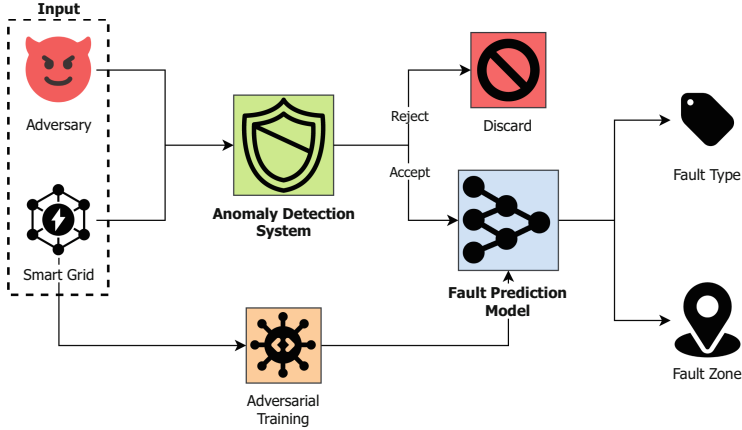 Input
Adversary
Smart Grid
Anomaly Detection
System
Reject
Accept
Discard
Fault Prediction
Model
Adversarial
Training
Fault Type
Fault Zone